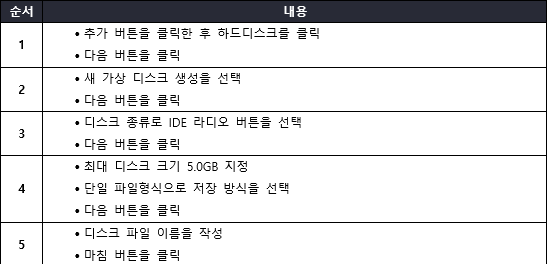 순서 내용
1
• 추가 버튼을 클릭한 후 하드디스크를 클릭
• 다음 버튼을 클릭
2
• 새 가상 디스크 생성을 선택
• 다음 버튼을 클릭
3
• 디스크 종류로 IDE 라디오 버튼을 선택
• 다음 버튼을 클릭
4
• 최대 디스크 크기 5.0GB 지정
• 단일 파일형식으로 저장 방식을 선택
• 다음 버튼을 클릭
5
• 디스크 파일 이름을 작성
• 마침 버튼을 클릭